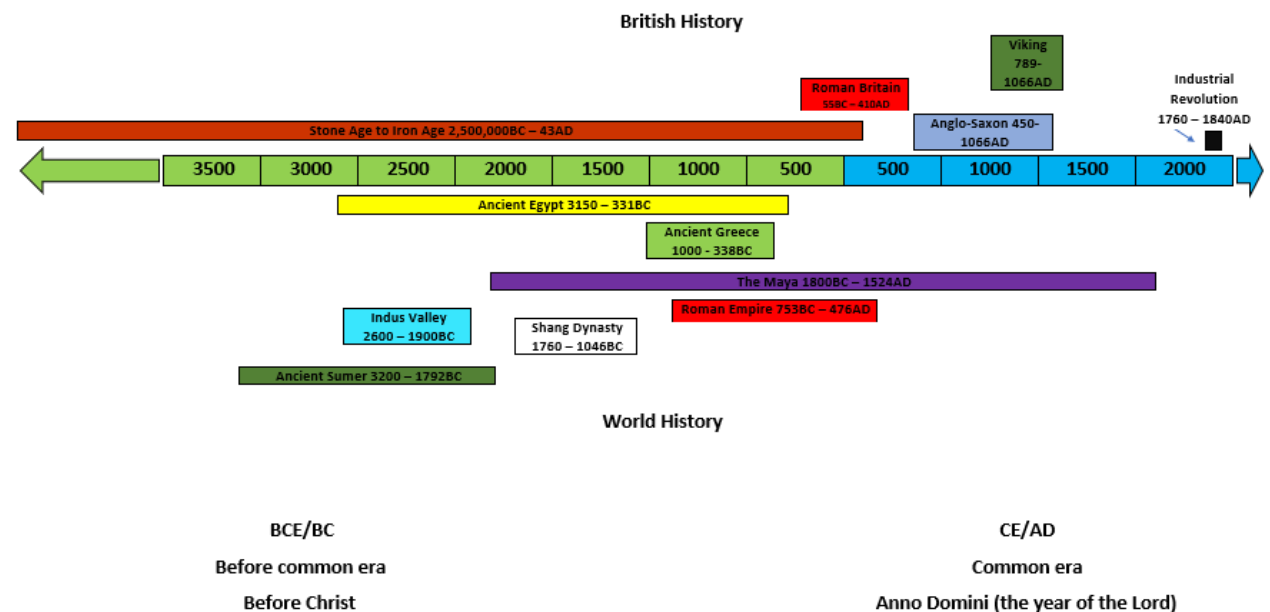 British History
Viking
789-
1066AD
Industrial
Revolution
1760 – 1840AD
Roman Britain
55BC – 410AD
Anglo-Saxon 450-
1066AD
Stone Age to Iron Age 2,500,000BC – 43AD
3500 3000 2500 2000 1500 1000 500 500 1000 1500 2000
Ancient Egypt 3150 – 331BC
Ancient Greece
1000 - 338BC
The Maya 1800BC – 1524AD
Roman Empire 753BC – 476AD
Indus Valley
2600 – 1900BC
Shang Dynasty
1760 – 1046BC
Ancient Sumer 3200 – 1792BC
World History
BCE/BC
Before common era
Before Christ
CE/AD
Common era
Anno Domini (the year of the Lord)